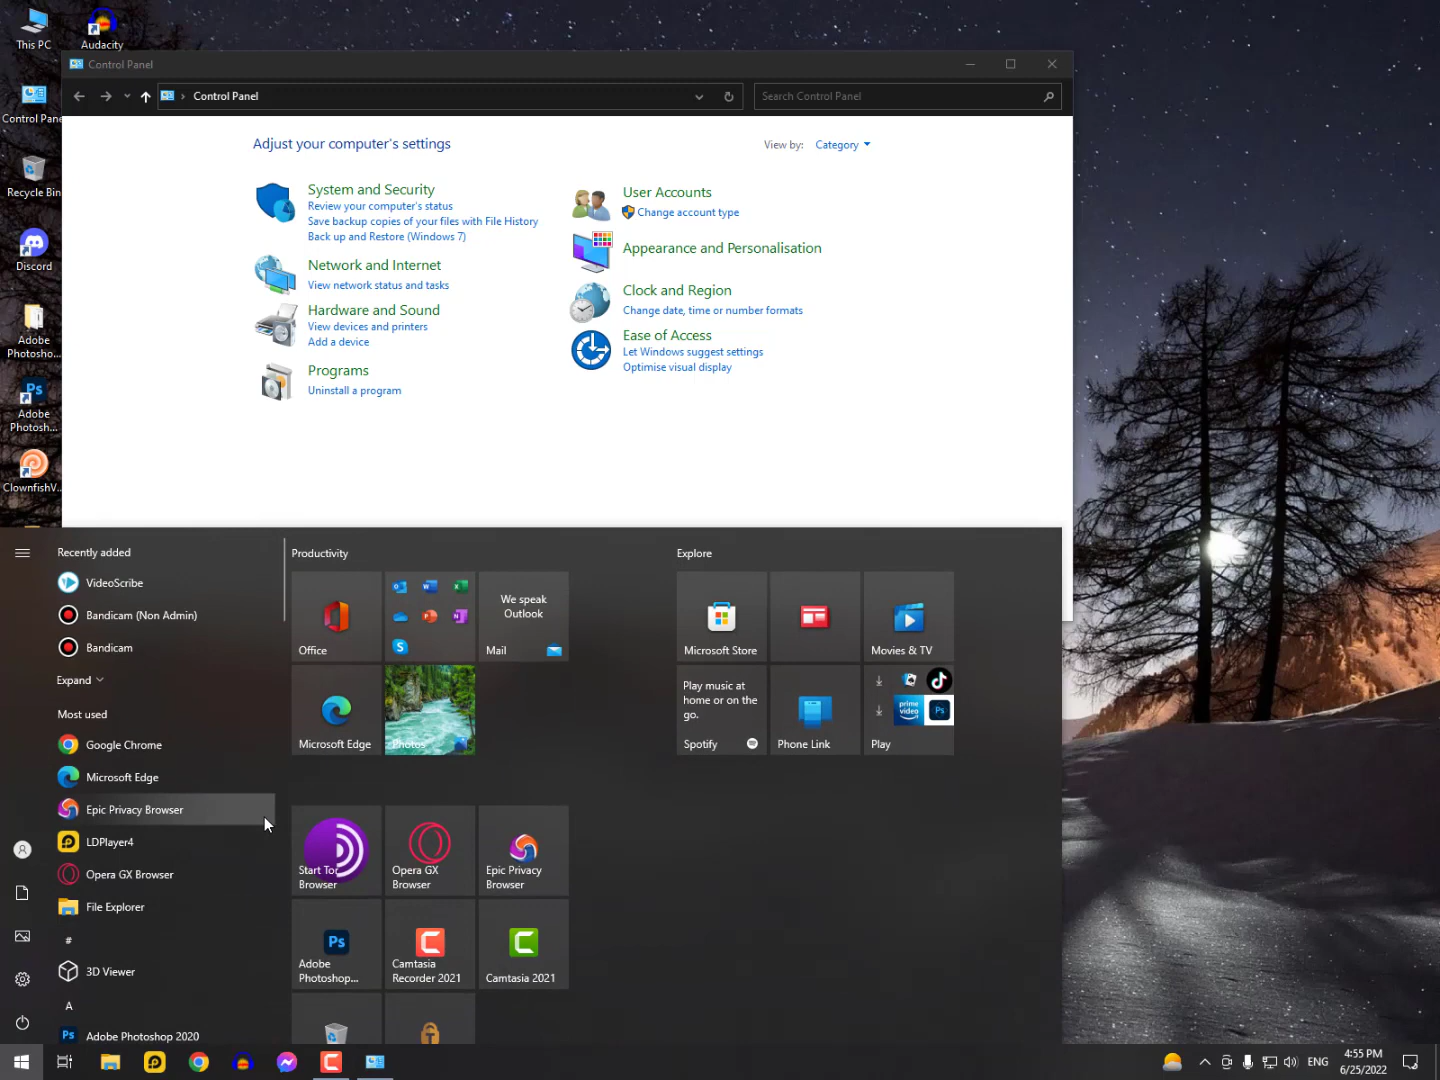 This PC
Audacity
Control Pane
Recycle Bin
Discord
Adobe
Photosho...
Adobe
Photosh...
ClownfishV...
Control Panel
Control Panel
Search Control Panel
Adjust your computer's settings
View by:
Category
System and Security
Review your computer's status
Save backup copies of your files with File History
Back up and Restore (Windows 7)
Network and Internet
View network status and tasks
Hardware and Sound
View devices and printers
Add a device
Programs
Uninstall a program
User Accounts
Change account type
Appearance and Personalisation
Clock and Region
Change date, time or number formats
Ease of Access
Let Windows suggest settings
Optimise visual display
Recently added
VideoScribe
Bandicam (Non Admin)
Bandicam
Expand
Most used
Google Chrome
Microsoft Edge
Epic Privacy Browser
LDPlayer4
Opera GX Browser
File Explorer
#
3D Viewer
A
Ps
Adobe Photoshop 2020
Productivity
Office
We speak
Outlook
Mail
Microsoft Edge
Photos
Start Tor
Browser
Opera GX
Browser
Epic Privacy
Browser
Ps
Adobe
Photoshop...
Camtasia
Recorder 2021
Camtasia 2021
Explore
Microsoft Store
Movies & TV
Play music at
home or on the
go.
Spotify
Phone Link
prime
video
Ps
Play
ENG
4:55 PM
6/25/2022